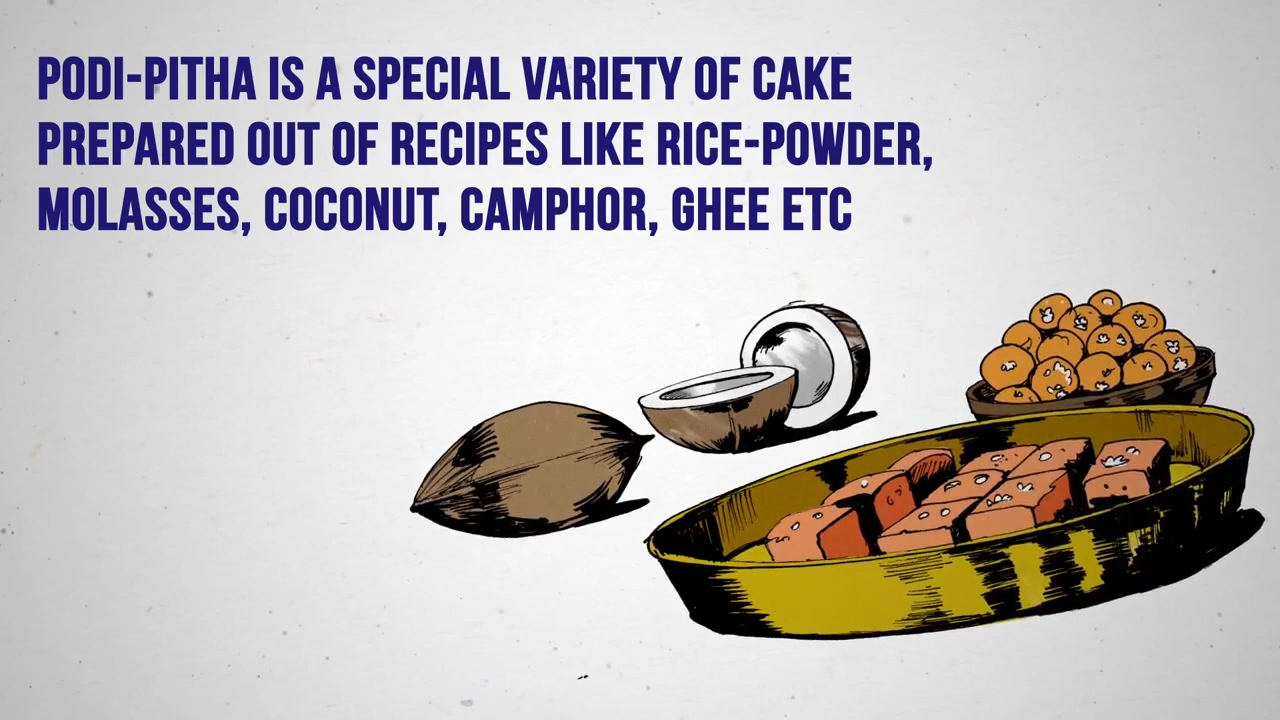 PODI-PITHA IS A SPECIAL VARIETY OF CAKE
PREPARED OUT OF RECIPES LIKE RICE-POWDER,
MOLASSES, COCONUT, CAMPHOR, GHEE ETC